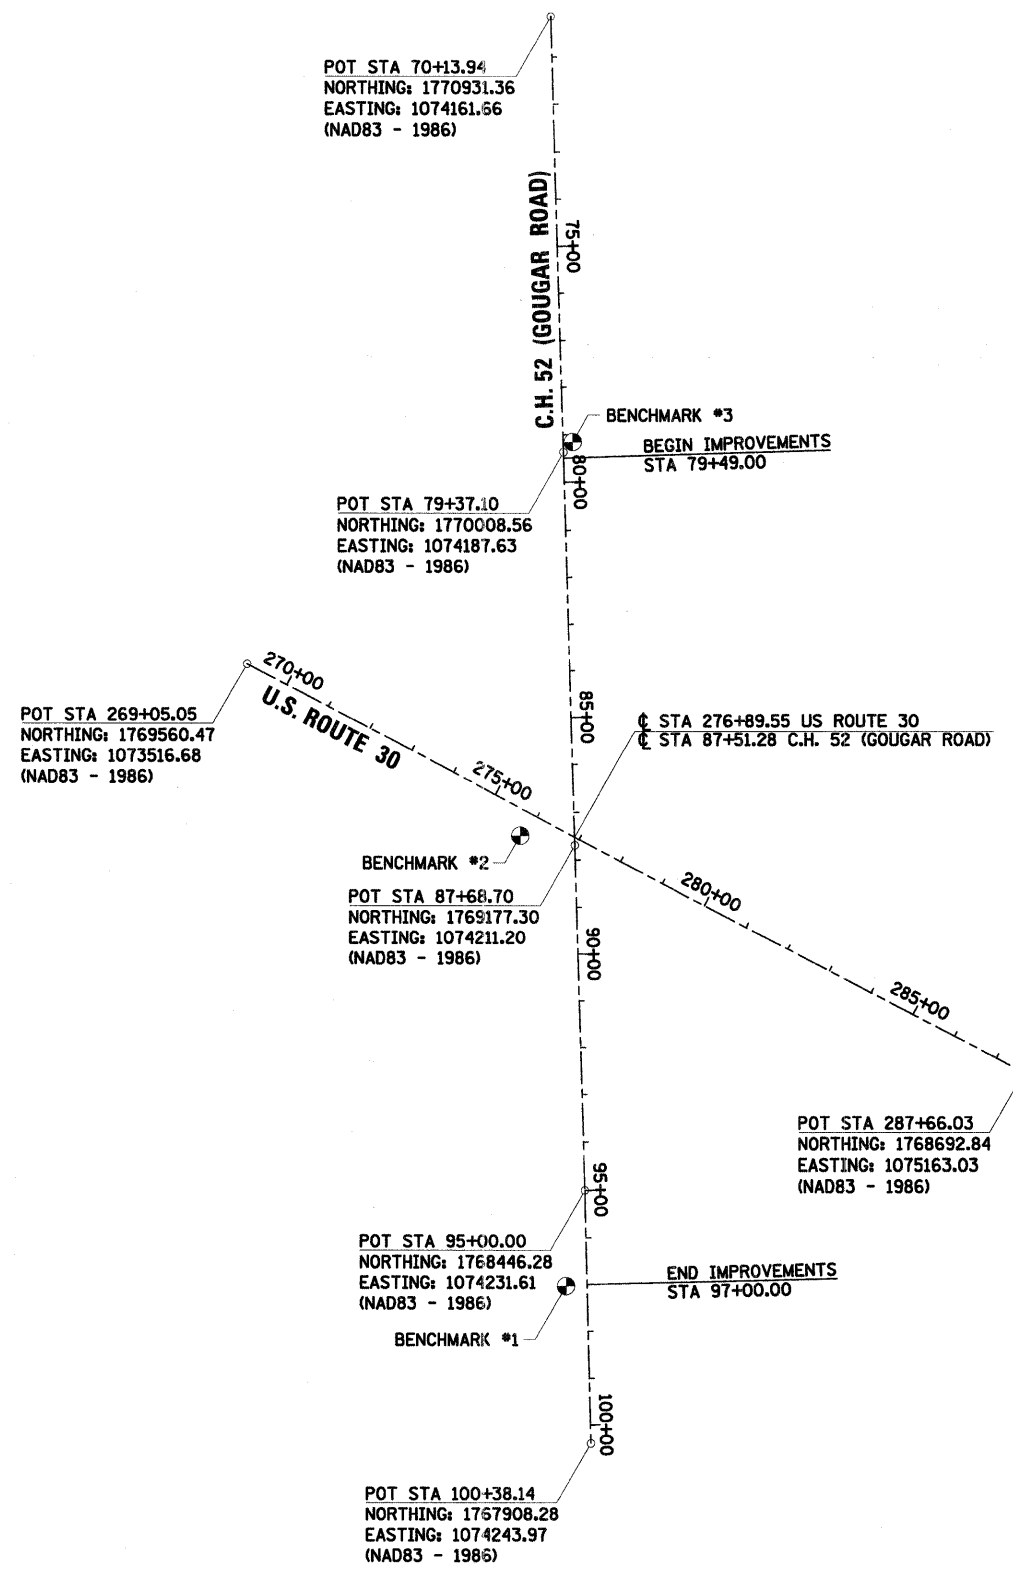 POT STA 70+13.94
NORTHING: 1770931.36
EASTING: 1074161.66
(NAD83 - 1986)
C.H. 52 (GOUGAR ROAD)
75+00
BENCHMARK #3
BEGIN IMPROVEMENTS
STA 79+49.00
80+00
POT STA 79+37.10
NORTHING: 1770008.56
EASTING: 1074187.63
(NAD83 - 1986)
270+00
U.S. ROUTE 30
POT STA 269+05.05
NORTHING: 1769560.47
EASTING: 1073516.68
(NAD83 - 1986)
85+00
℄ STA 276+89.55 US ROUTE 30
℄ STA 87+51.28 C.H. 52 (GOUGAR ROAD)
275+00
BENCHMARK #2
POT STA 87+68.70
NORTHING: 1769177.30
EASTING: 1074211.20
(NAD83 - 1986)
280+00
90+00
285+00
POT STA 287+66.03
NORTHING: 1768692.84
EASTING: 1075163.03
(NAD83 - 1986)
95+00
POT STA 95+00.00
NORTHING: 1768446.28
EASTING: 1074231.61
(NAD83 - 1986)
END IMPROVEMENTS
STA 97+00.00
BENCHMARK #1
100+00
POT STA 100+38.14
NORTHING: 1767908.28
EASTING: 1074243.97
(NAD83 - 1986)